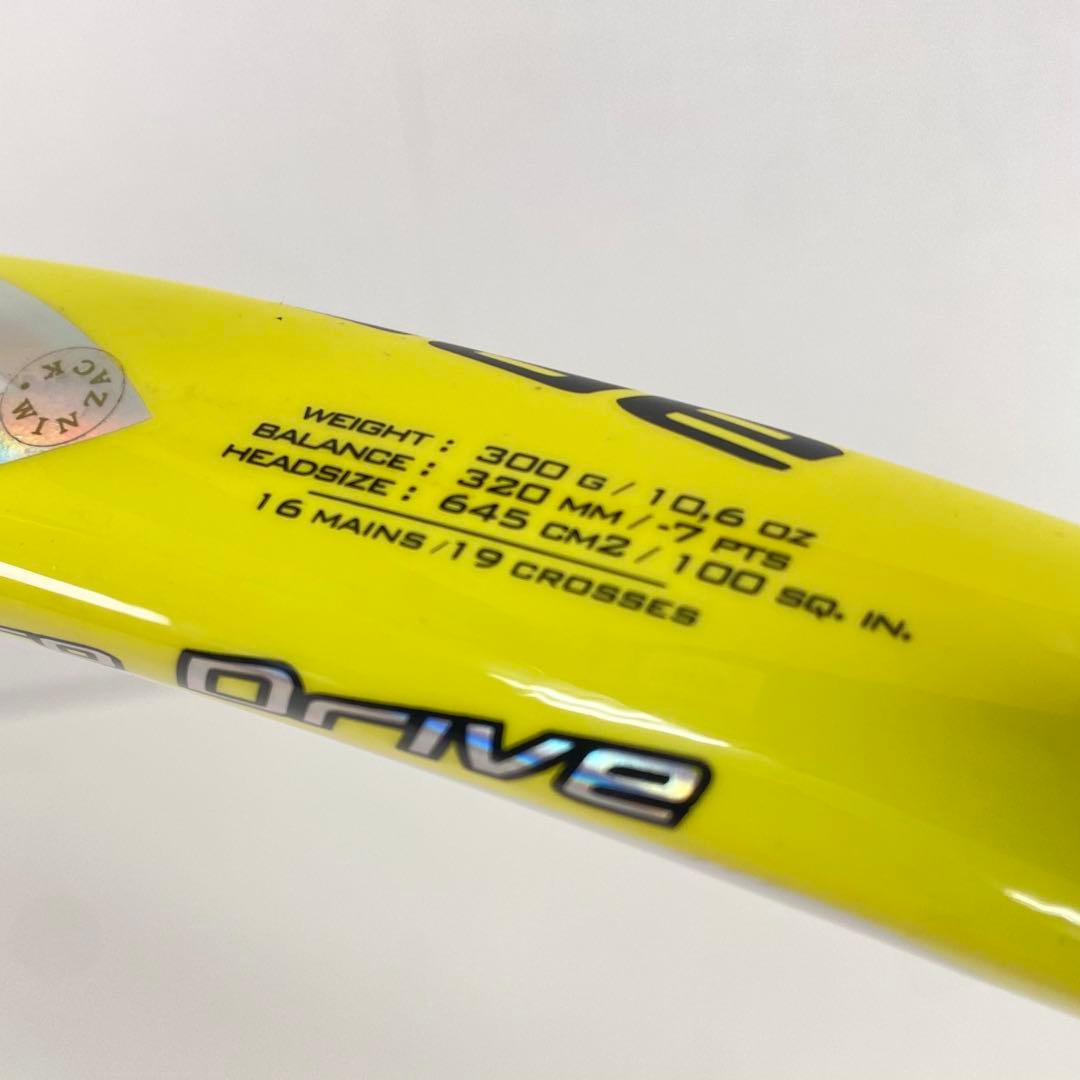 WEIGHT : 300 G / 10,6 OZ
BALANCE : 320 MM / -7 PTS
HEADSIZE : 645 CM2 / 100 SQ. IN.
16 MAINS /19 CROSSES
Drive
WINZZACK